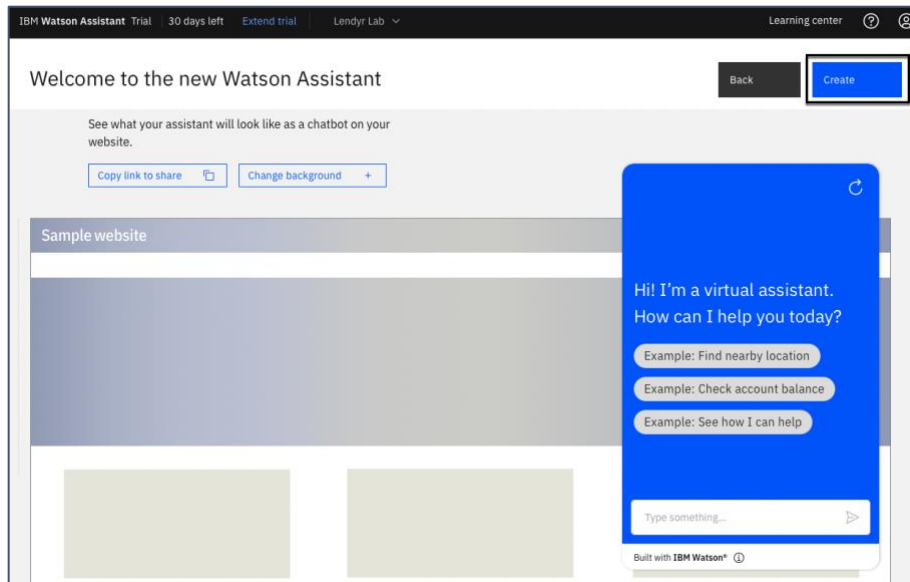 IBM Watson Assistant Trial 30 days left Extend trial Lendyr Lab Learning center
Welcome to the new Watson Assistant
Back
Create
See what your assistant will look like as a chatbot on your
website.
Copy link to share
Change background +
Sample website
Hi! I'm a virtual assistant.
How can I help you today?
Example: Find nearby location
Example: Check account balance
Example: See how I can help
Type something...
Built with IBM Watson®